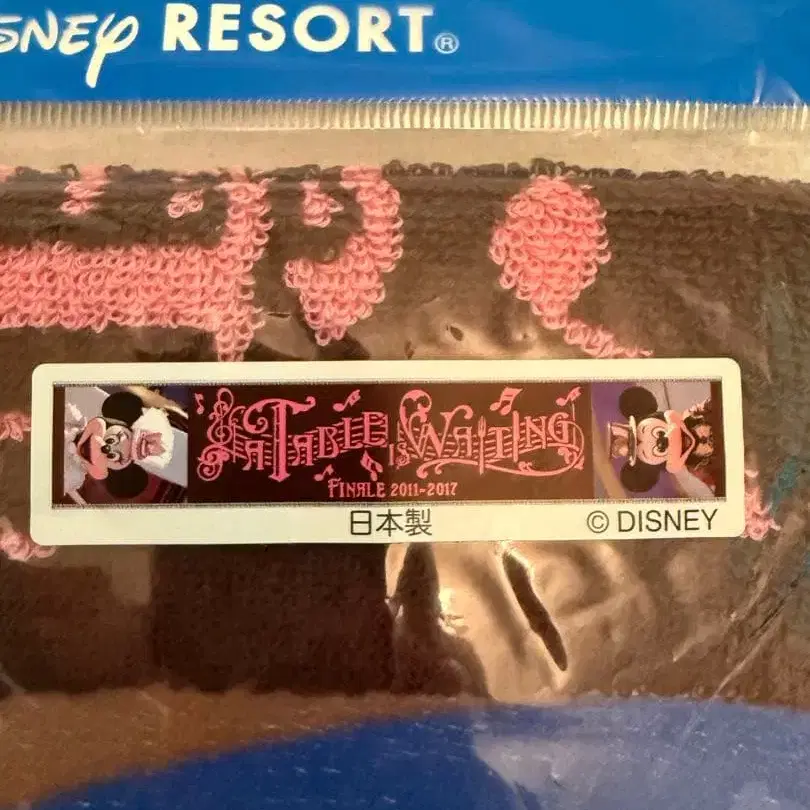 SNEY RESORT®
A TABLE IS WAITING
FINALE 2011-2017
日本製
© DISNEY